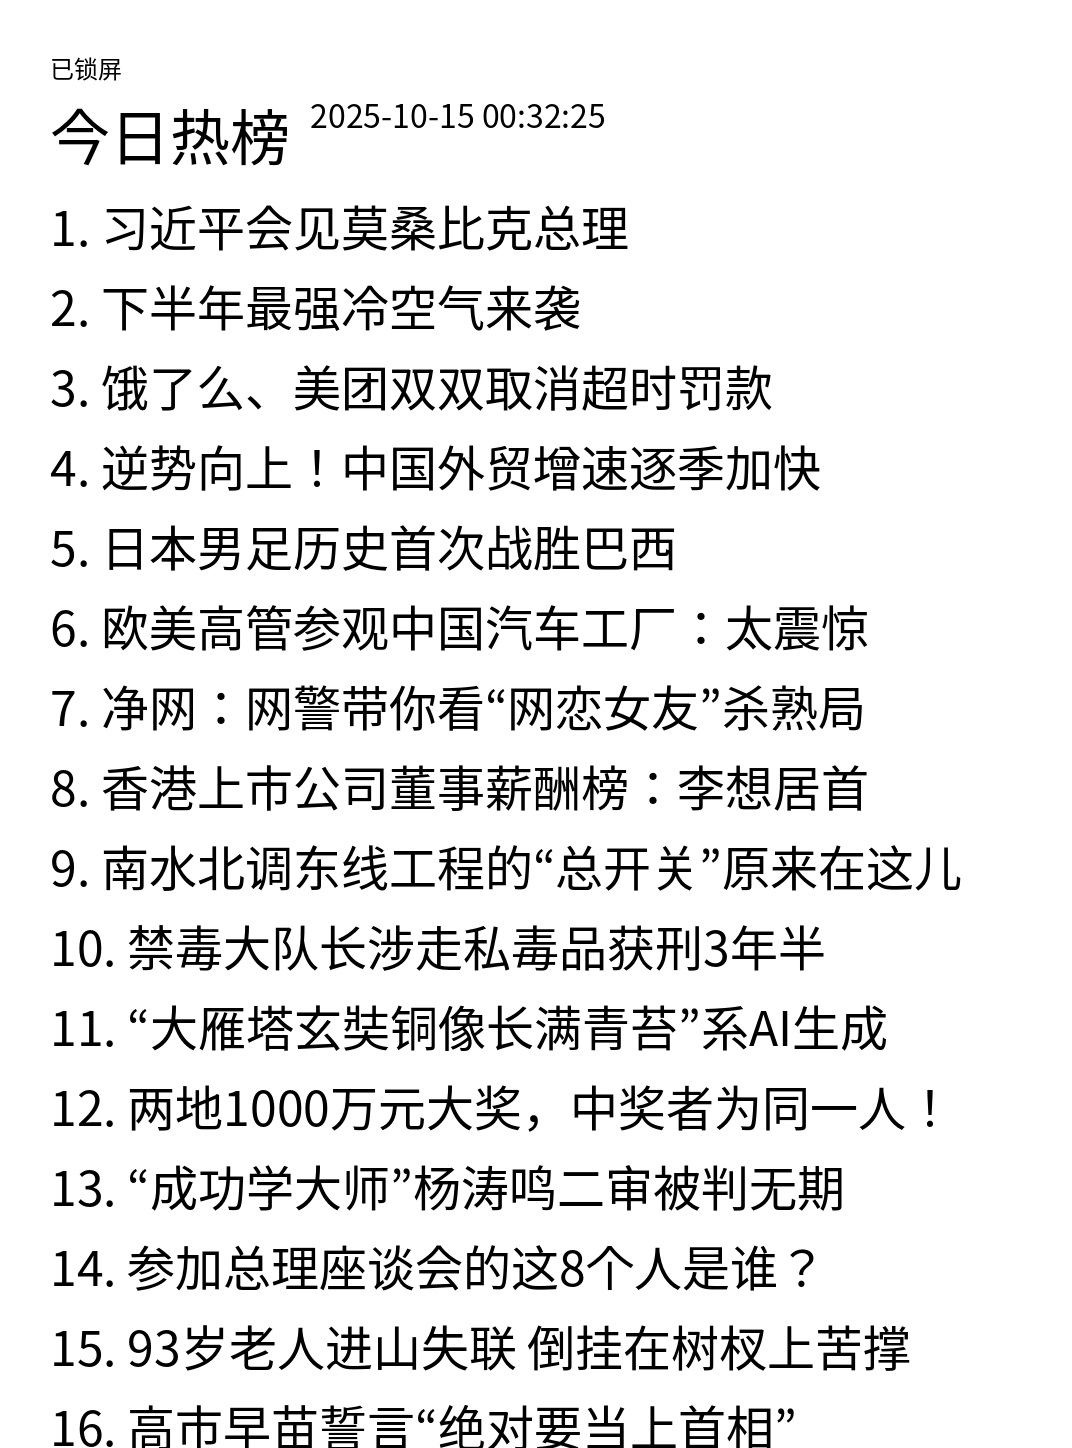 已锁屏
今日热榜 2025-10-15 00:32:25
1. 习近平会见莫桑比克总理
2. 下半年最强冷空气来袭
3. 饿了么、美团双双取消超时罚款
4. 逆势向上！中国外贸增速逐季加快
5. 日本男足历史首次战胜巴西
6. 欧美高管参观中国汽车工厂：太震惊
7. 净网：网警带你看“网恋女友”杀熟局
8. 香港上市公司董事薪酬榜：李想居首
9. 南水北调东线工程的“总开关”原来在这儿
10. 禁毒大队长涉走私毒品获刑3年半
11. “大雁塔玄奘铜像长满青苔”系AI生成
12. 两地1000万元大奖，中奖者为同一人！
13. “成功学大师”杨涛鸣二审被判无期
14. 参加总理座谈会的这8个人是谁？
15. 93岁老人进山失联 倒挂在树杈上苦撑
16. 高市早苗誓言“绝对要当上首相”